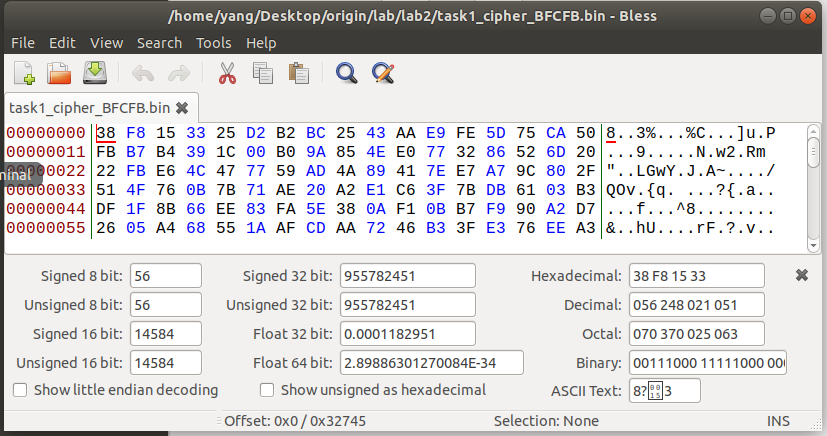 /home/yang/Desktop/origin/lab/lab2/task1_cipher_BFCFB.bin - Bless
File Edit View Search Tools Help
task1_cipher_BFCFB.bin
00000000 38 F8 15 33 25 D2 B2 BC 25 43 AA E9 FE 5D 75 CA 50 8..3%...%C...]u.P
00000011 FB B7 B4 39 1C 00 B0 9A 85 4E E0 77 32 86 52 6D 20 ...9.....N.w2.Rm
00000022 22 FB E6 4C 47 77 59 AD 4A 89 41 7E E7 A7 9C 80 2F "..LGwY.J.A~..../
00000033 51 4F 76 0B 7B 71 AE 20 A2 E1 C6 3F 7B DB 61 03 B3 QOv.{q. ...?{.a..
00000044 DF 1F 8B 66 EE 83 FA 5E 38 0A F1 0B B7 F9 90 A2 D7 ...f...^8........
00000055 26 05 A4 68 55 1A AF CD AA 72 46 B3 3F E3 76 EE A3 &..hU....rF.?.v..
Signed 8 bit: 56 Signed 32 bit: 955782451 Hexadecimal: 38 F8 15 33
Unsigned 8 bit: 56 Unsigned 32 bit: 955782451 Decimal: 056 248 021 051
Signed 16 bit: 14584 Float 32 bit: 0.0001182951 Octal: 070 370 025 063
Unsigned 16 bit: 14584 Float 64 bit: 2.89886301270084E-34 Binary: 00111000 11111000 00
Show little endian decoding Show unsigned as hexadecimal ASCII Text: 8?3
Offset: 0x0 / 0x32745 Selection: None INS